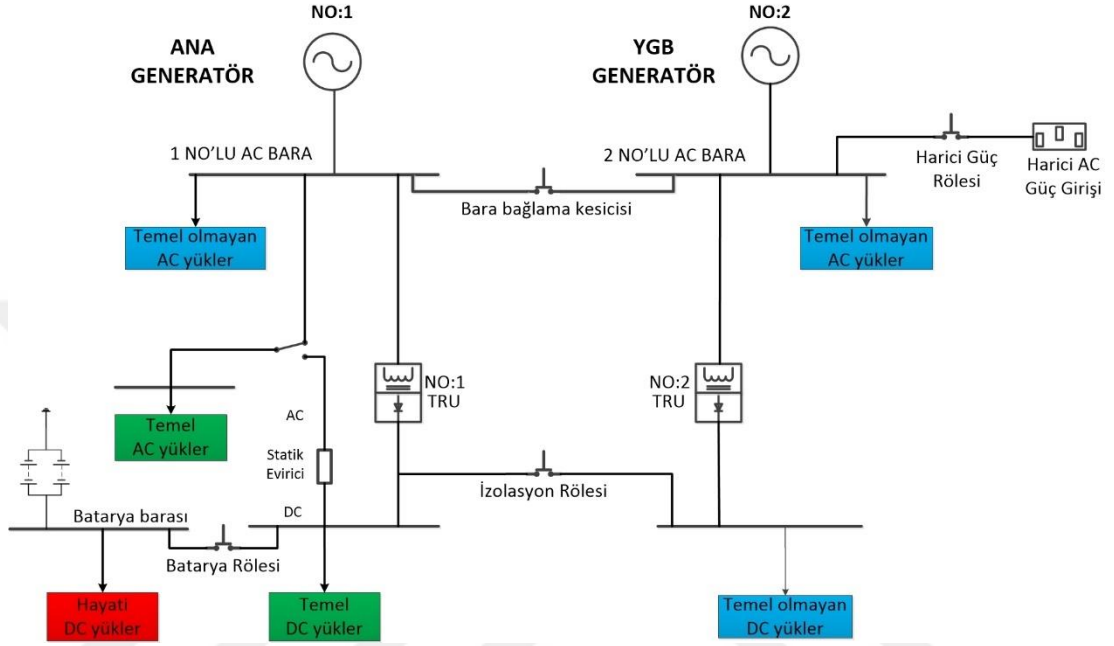 NO:1
NO:2
ANA
GENERATÖR
YGB
GENERATÖR
1 NO'LU AC BARA
2 NO'LU AC BARA
Harici Güç
Rölesi
Harici AC
Güç Girişi
Bara bağlama kesicisi
Temel olmayan
AC yükler
Temel olmayan
AC yükler
NO:1
TRU
NO:2
TRU
Temel
AC yükler
AC
Statik
Evirici
DC
İzolasyon Rölesi
Batarya barası
Batarya Rölesi
Hayati
DC yükler
Temel
DC yükler
Temel olmayan
DC yükler